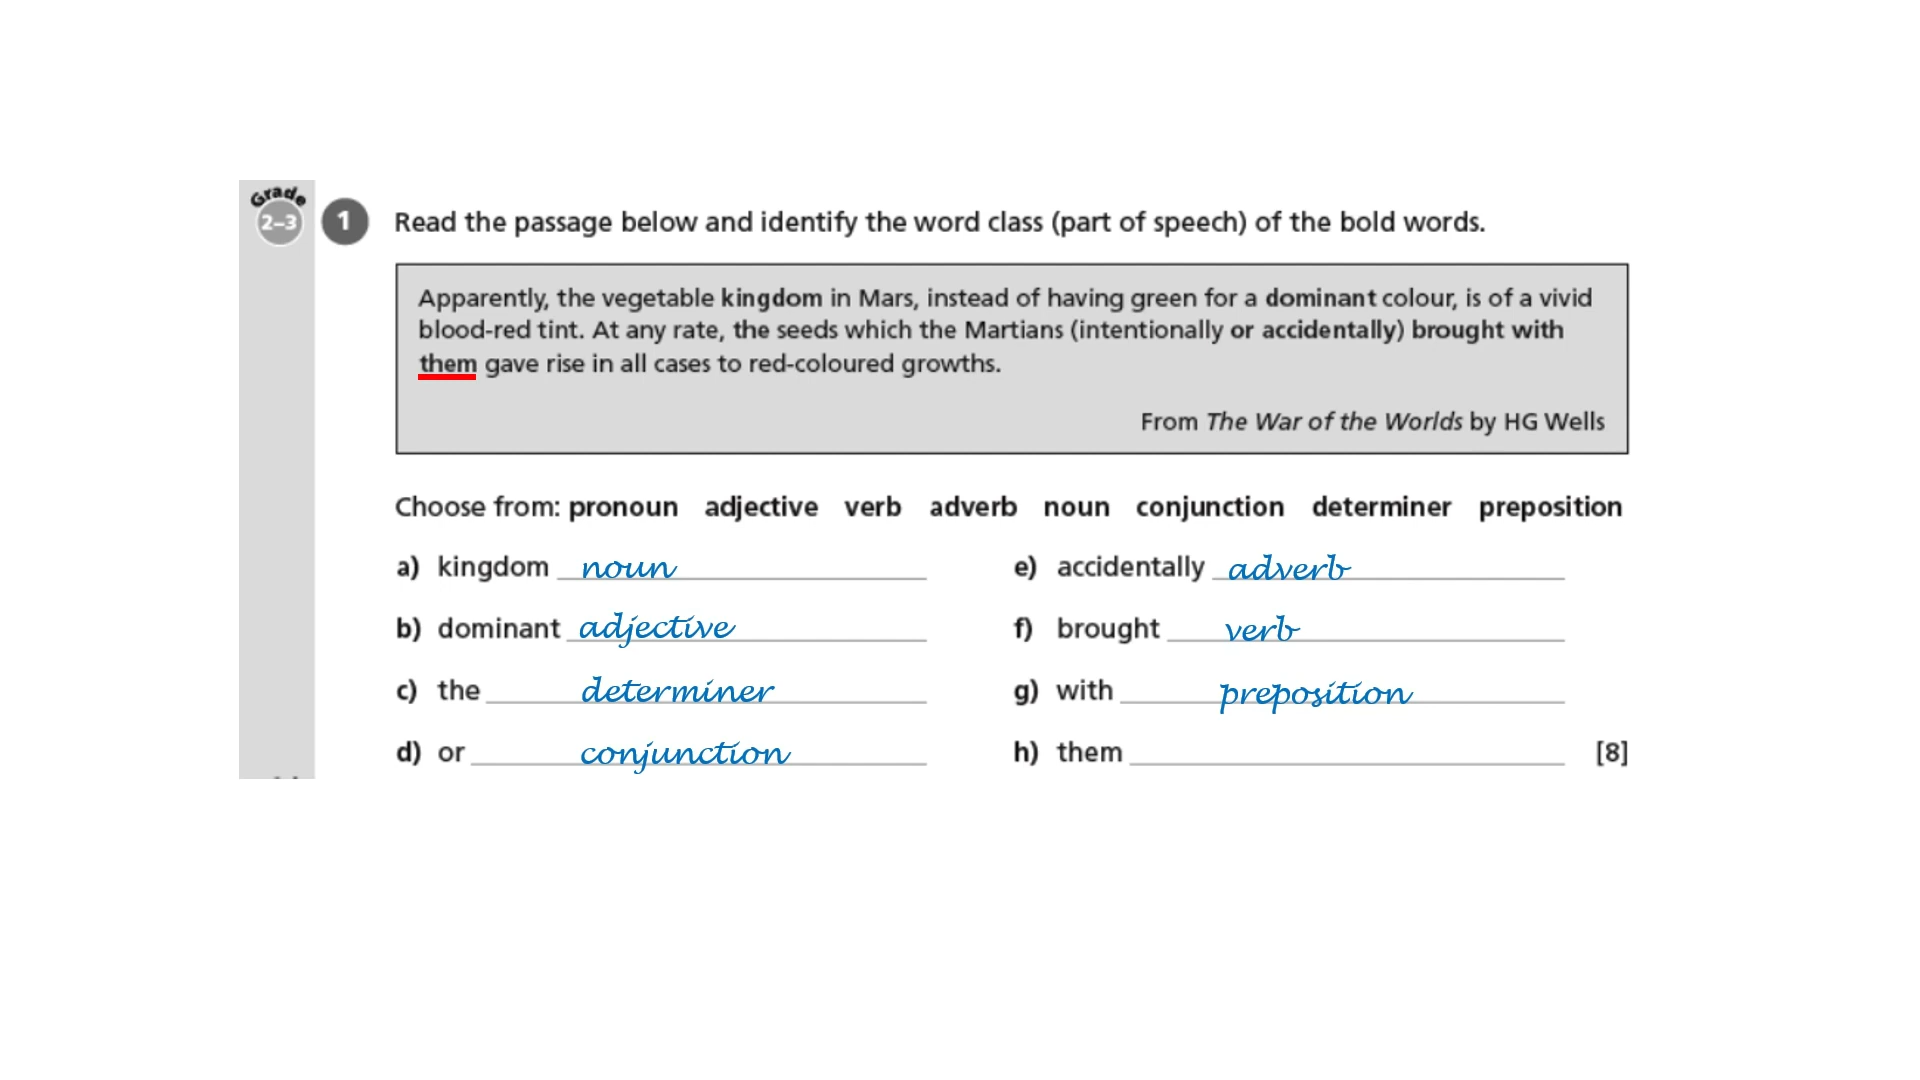 Grade
2–3
1 Read the passage below and identify the word class (part of speech) of the bold words.
Apparently, the vegetable kingdom in Mars, instead of having green for a dominant colour, is of a vivid
blood-red tint. At any rate, the seeds which the Martians (intentionally or accidentally) brought with
them gave rise in all cases to red-coloured growths.
From The War of the Worlds by HG Wells
Choose from: pronoun adjective verb adverb noun conjunction determiner preposition
a) kingdom noun
b) dominant adjective
c) the determiner
d) or conjunction
e) accidentally adverb
f) brought verb
g) with preposition
h) them [8]